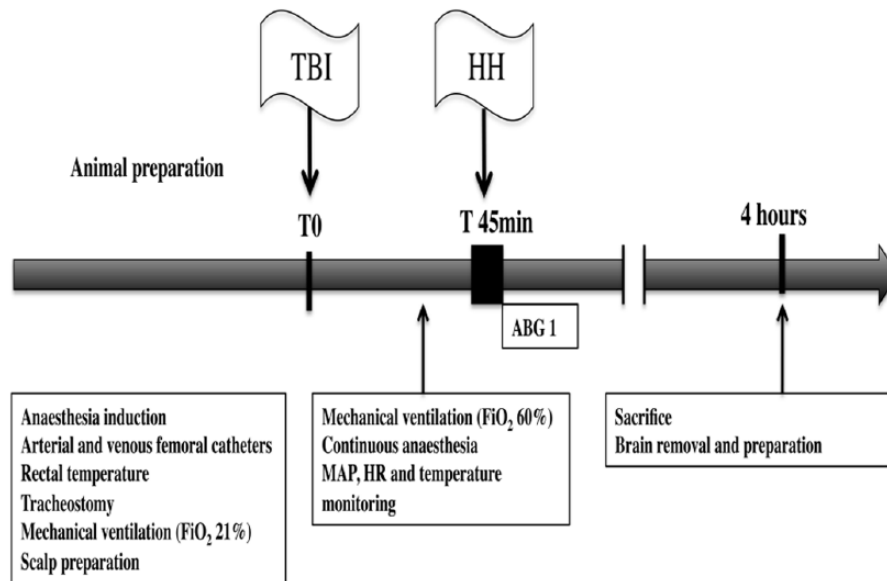 TBI
HH
Animal preparation
T0
T 45min
4 hours
ABG 1
Anaesthesia induction
Arterial and venous femoral catheters
Rectal temperature
Tracheostomy
Mechanical ventilation (FiO₂ 21%)
Scalp preparation
Mechanical ventilation (FiO₂ 60%)
Continuous anaesthesia
MAP, HR and temperature
monitoring
Sacrifice
Brain removal and preparation